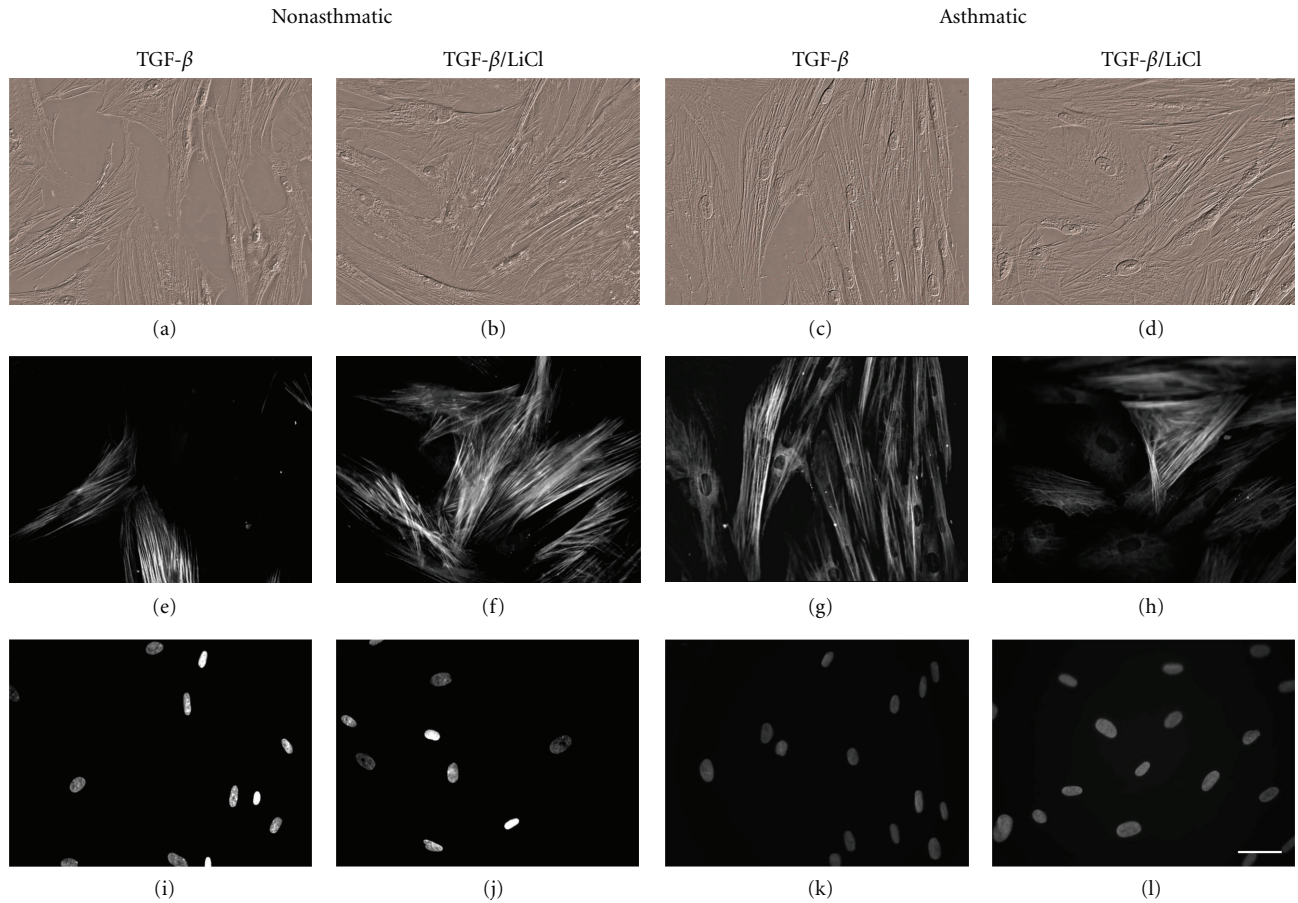 Nonasthmatic Asthmatic
TGF-β TGF-β/LiCl TGF-β TGF-β/LiCl
(a) (b) (c) (d)
(e) (f) (g) (h)
(i) (j) (k) (l)